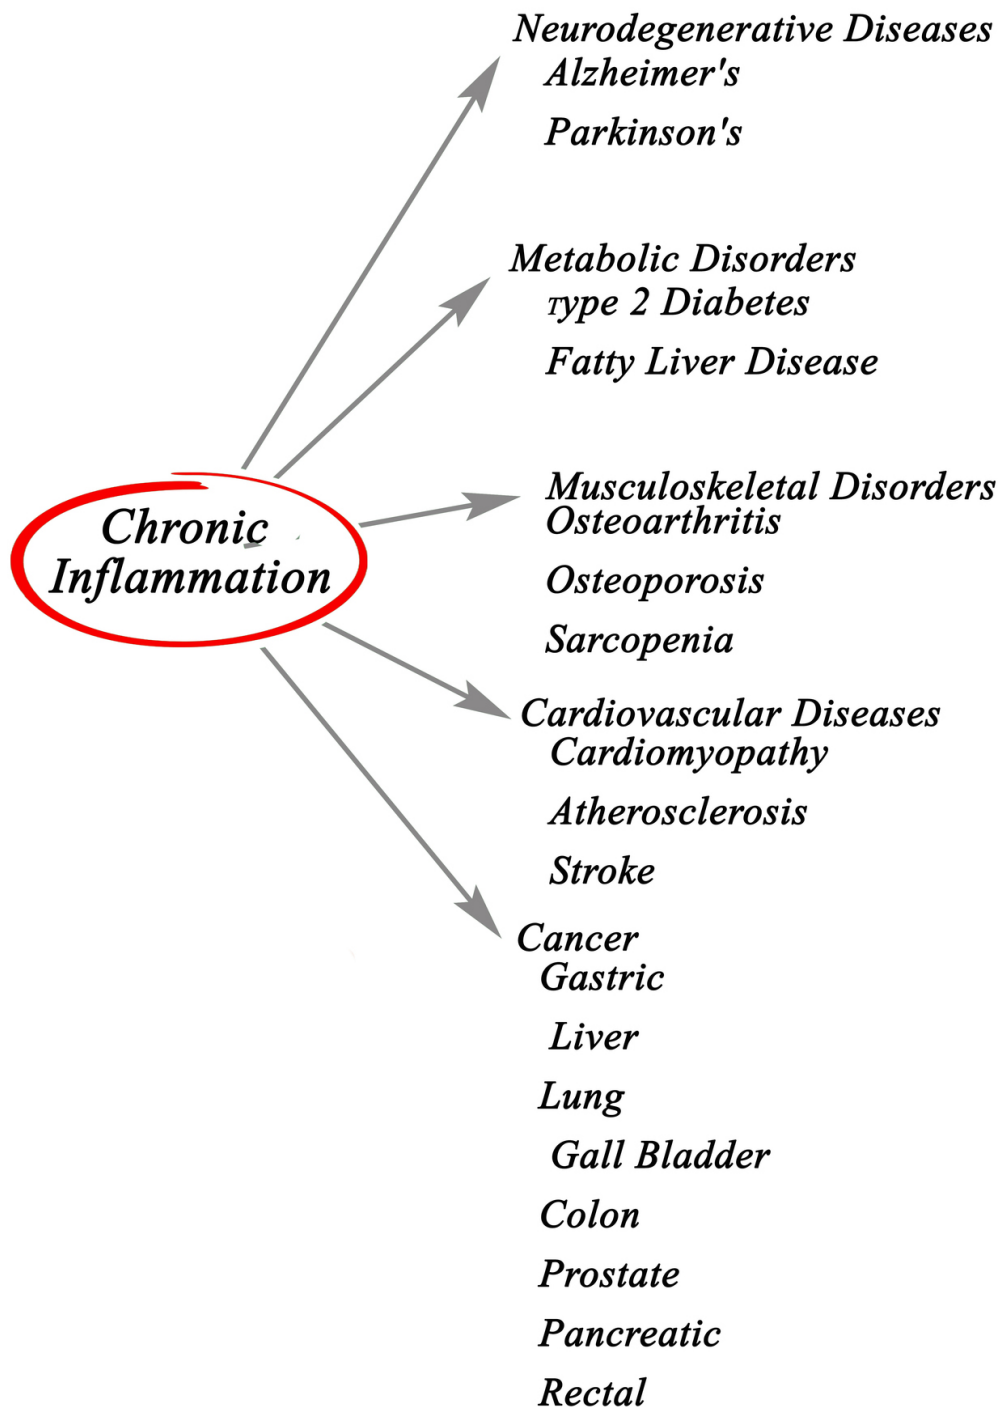 Neurodegenerative Diseases
Alzheimer's
Parkinson's
Metabolic Disorders
Type 2 Diabetes
Fatty Liver Disease
Chronic
Inflammation
Musculoskeletal Disorders
Osteoarthritis
Osteoporosis
Sarcopenia
Cardiovascular Diseases
Cardiomyopathy
Atherosclerosis
Stroke
Cancer
Gastric
Liver
Lung
Gall Bladder
Colon
Prostate
Pancreatic
Rectal